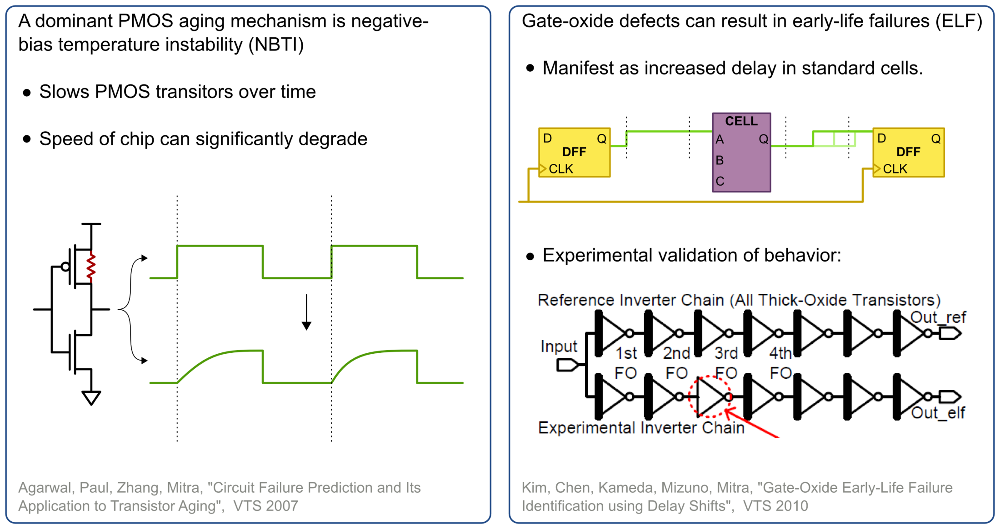 A dominant PMOS aging mechanism is negative-
bias temperature instability (NBTI)
● Slows PMOS transitors over time
● Speed of chip can significantly degrade
Agarwal, Paul, Zhang, Mitra, "Circuit Failure Prediction and Its
Application to Transistor Aging", VTS 2007
Gate-oxide defects can result in early-life failures (ELF)
● Manifest as increased delay in standard cells.
D Q
DFF
CLK
CELL
A Q
B
C
D Q
DFF
CLK
● Experimental validation of behavior:
Reference Inverter Chain (All Thick-Oxide Transistors)
Out_ref
Input
1st 2nd 3rd 4th
FO FO FO FO
Out_elf
Experimental Inverter Chain
Kim, Chen, Kameda, Mizuno, Mitra, "Gate-Oxide Early-Life Failure
Identification using Delay Shifts", VTS 2010